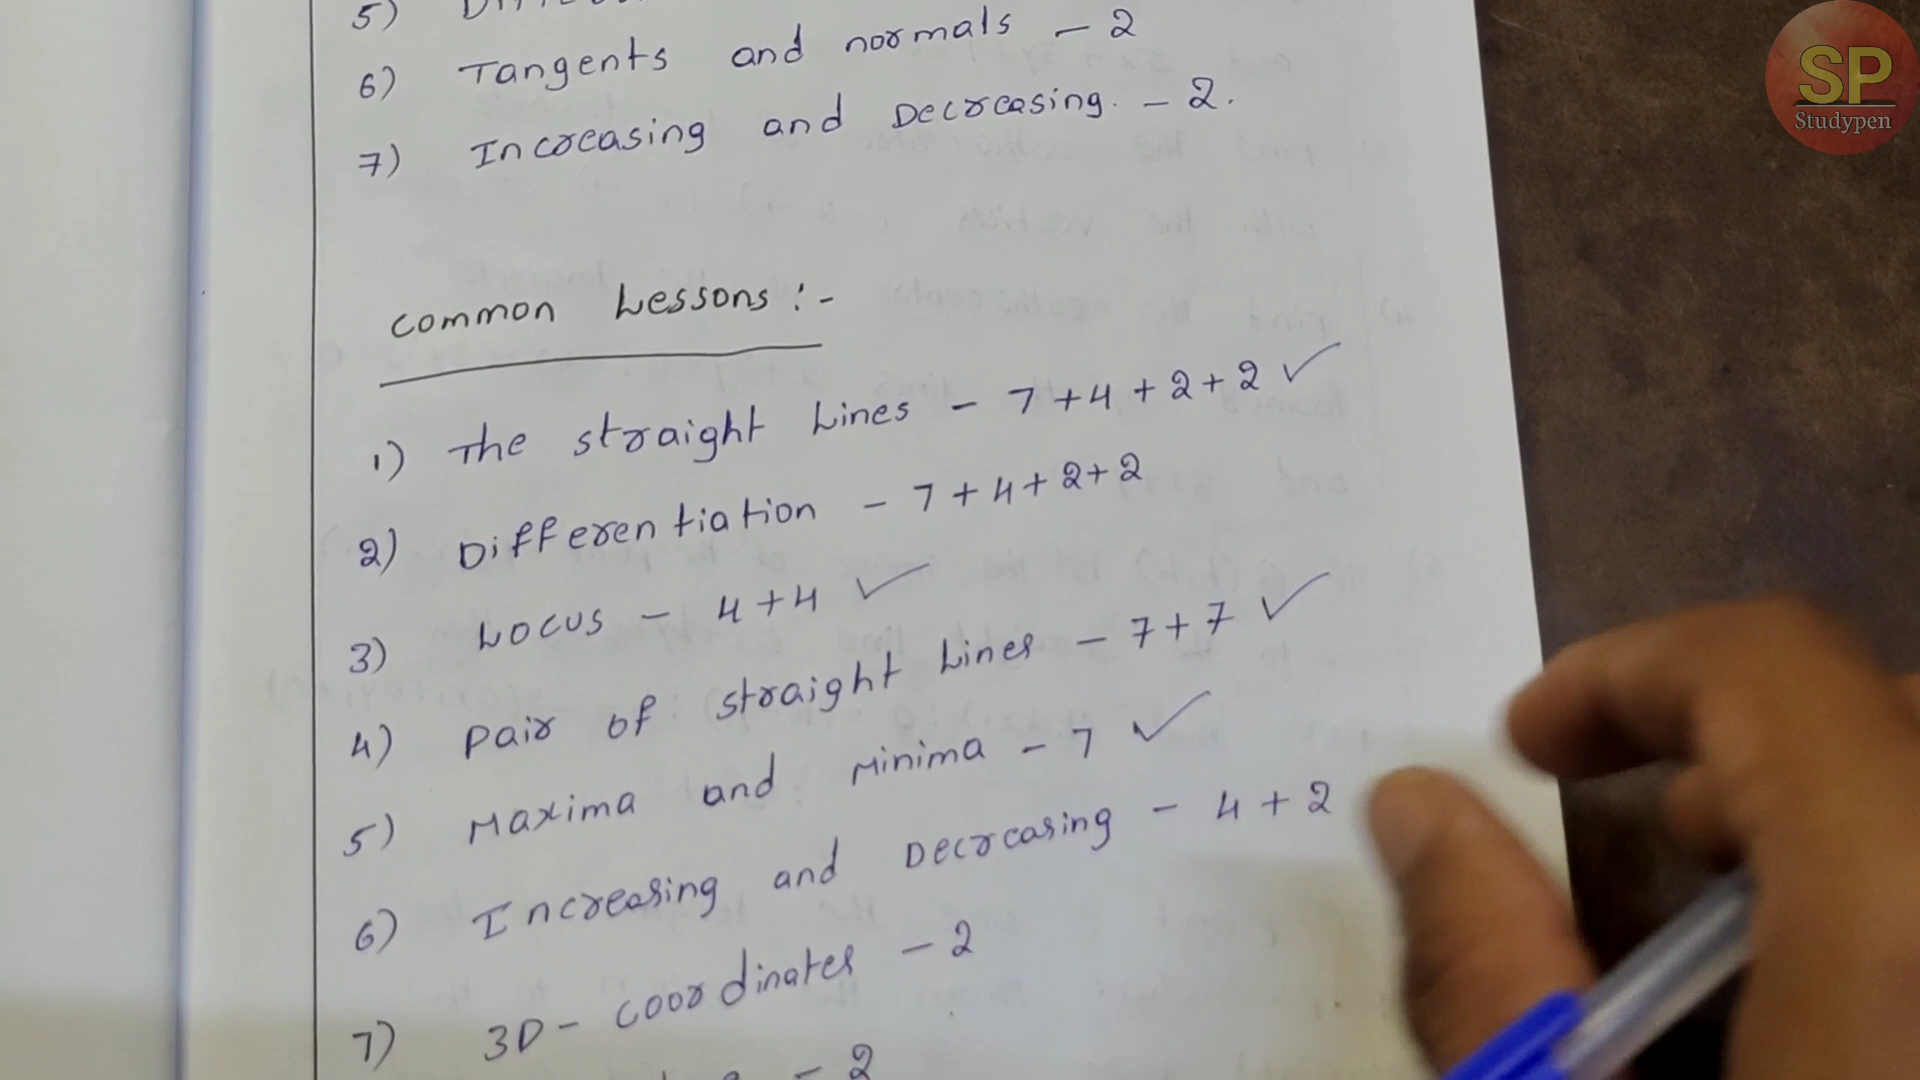 5)
6) Tangents and normals - 2
7) Increasing and Decreasing. - 2.
Common Lessons:-
1) The straight Lines - 7+4+2+2 ✓
2) Differentiation - 7+4+2+2
3) Locus - 4+4 ✓
4) Pair of straight Lines - 7+7 ✓
5) Maxima and Minima - 7 ✓
6) Increasing and Decreasing - 4+2
7) 3D- coordinates - 2
- 2
SP
Studypen